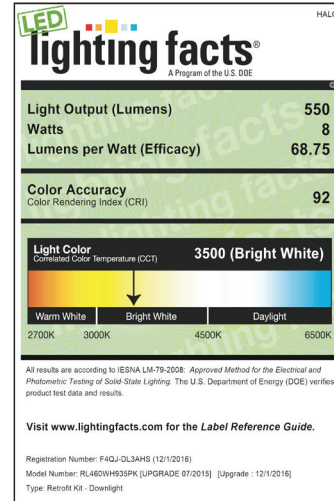 LED
HALO
lighting facts®
A Program of the U.S. DOE
Light Output (Lumens) 550
Watts 8
Lumens per Watt (Efficacy) 68.75
Color Accuracy
Color Rendering Index (CRI) 92
Light Color
Correlated Color Temperature (CCT) 3500 (Bright White)
Warm White Bright White Daylight
2700K 3000K 4500K 6500K
All results are according to IESNA LM-79-2008: Approved Method for the Electrical and
Photometric Testing of Solid-State Lighting. The U.S. Department of Energy (DOE) verifies
product test data and results.
Visit www.lightingfacts.com for the Label Reference Guide.
Registration Number: F4QJ-DL3AHS (12/1/2016)
Model Number: RL460WH935PK [UPGRADE 07/2015] [Upgrade : 12/1/2016]
Type: Retrofit Kit - Downlight